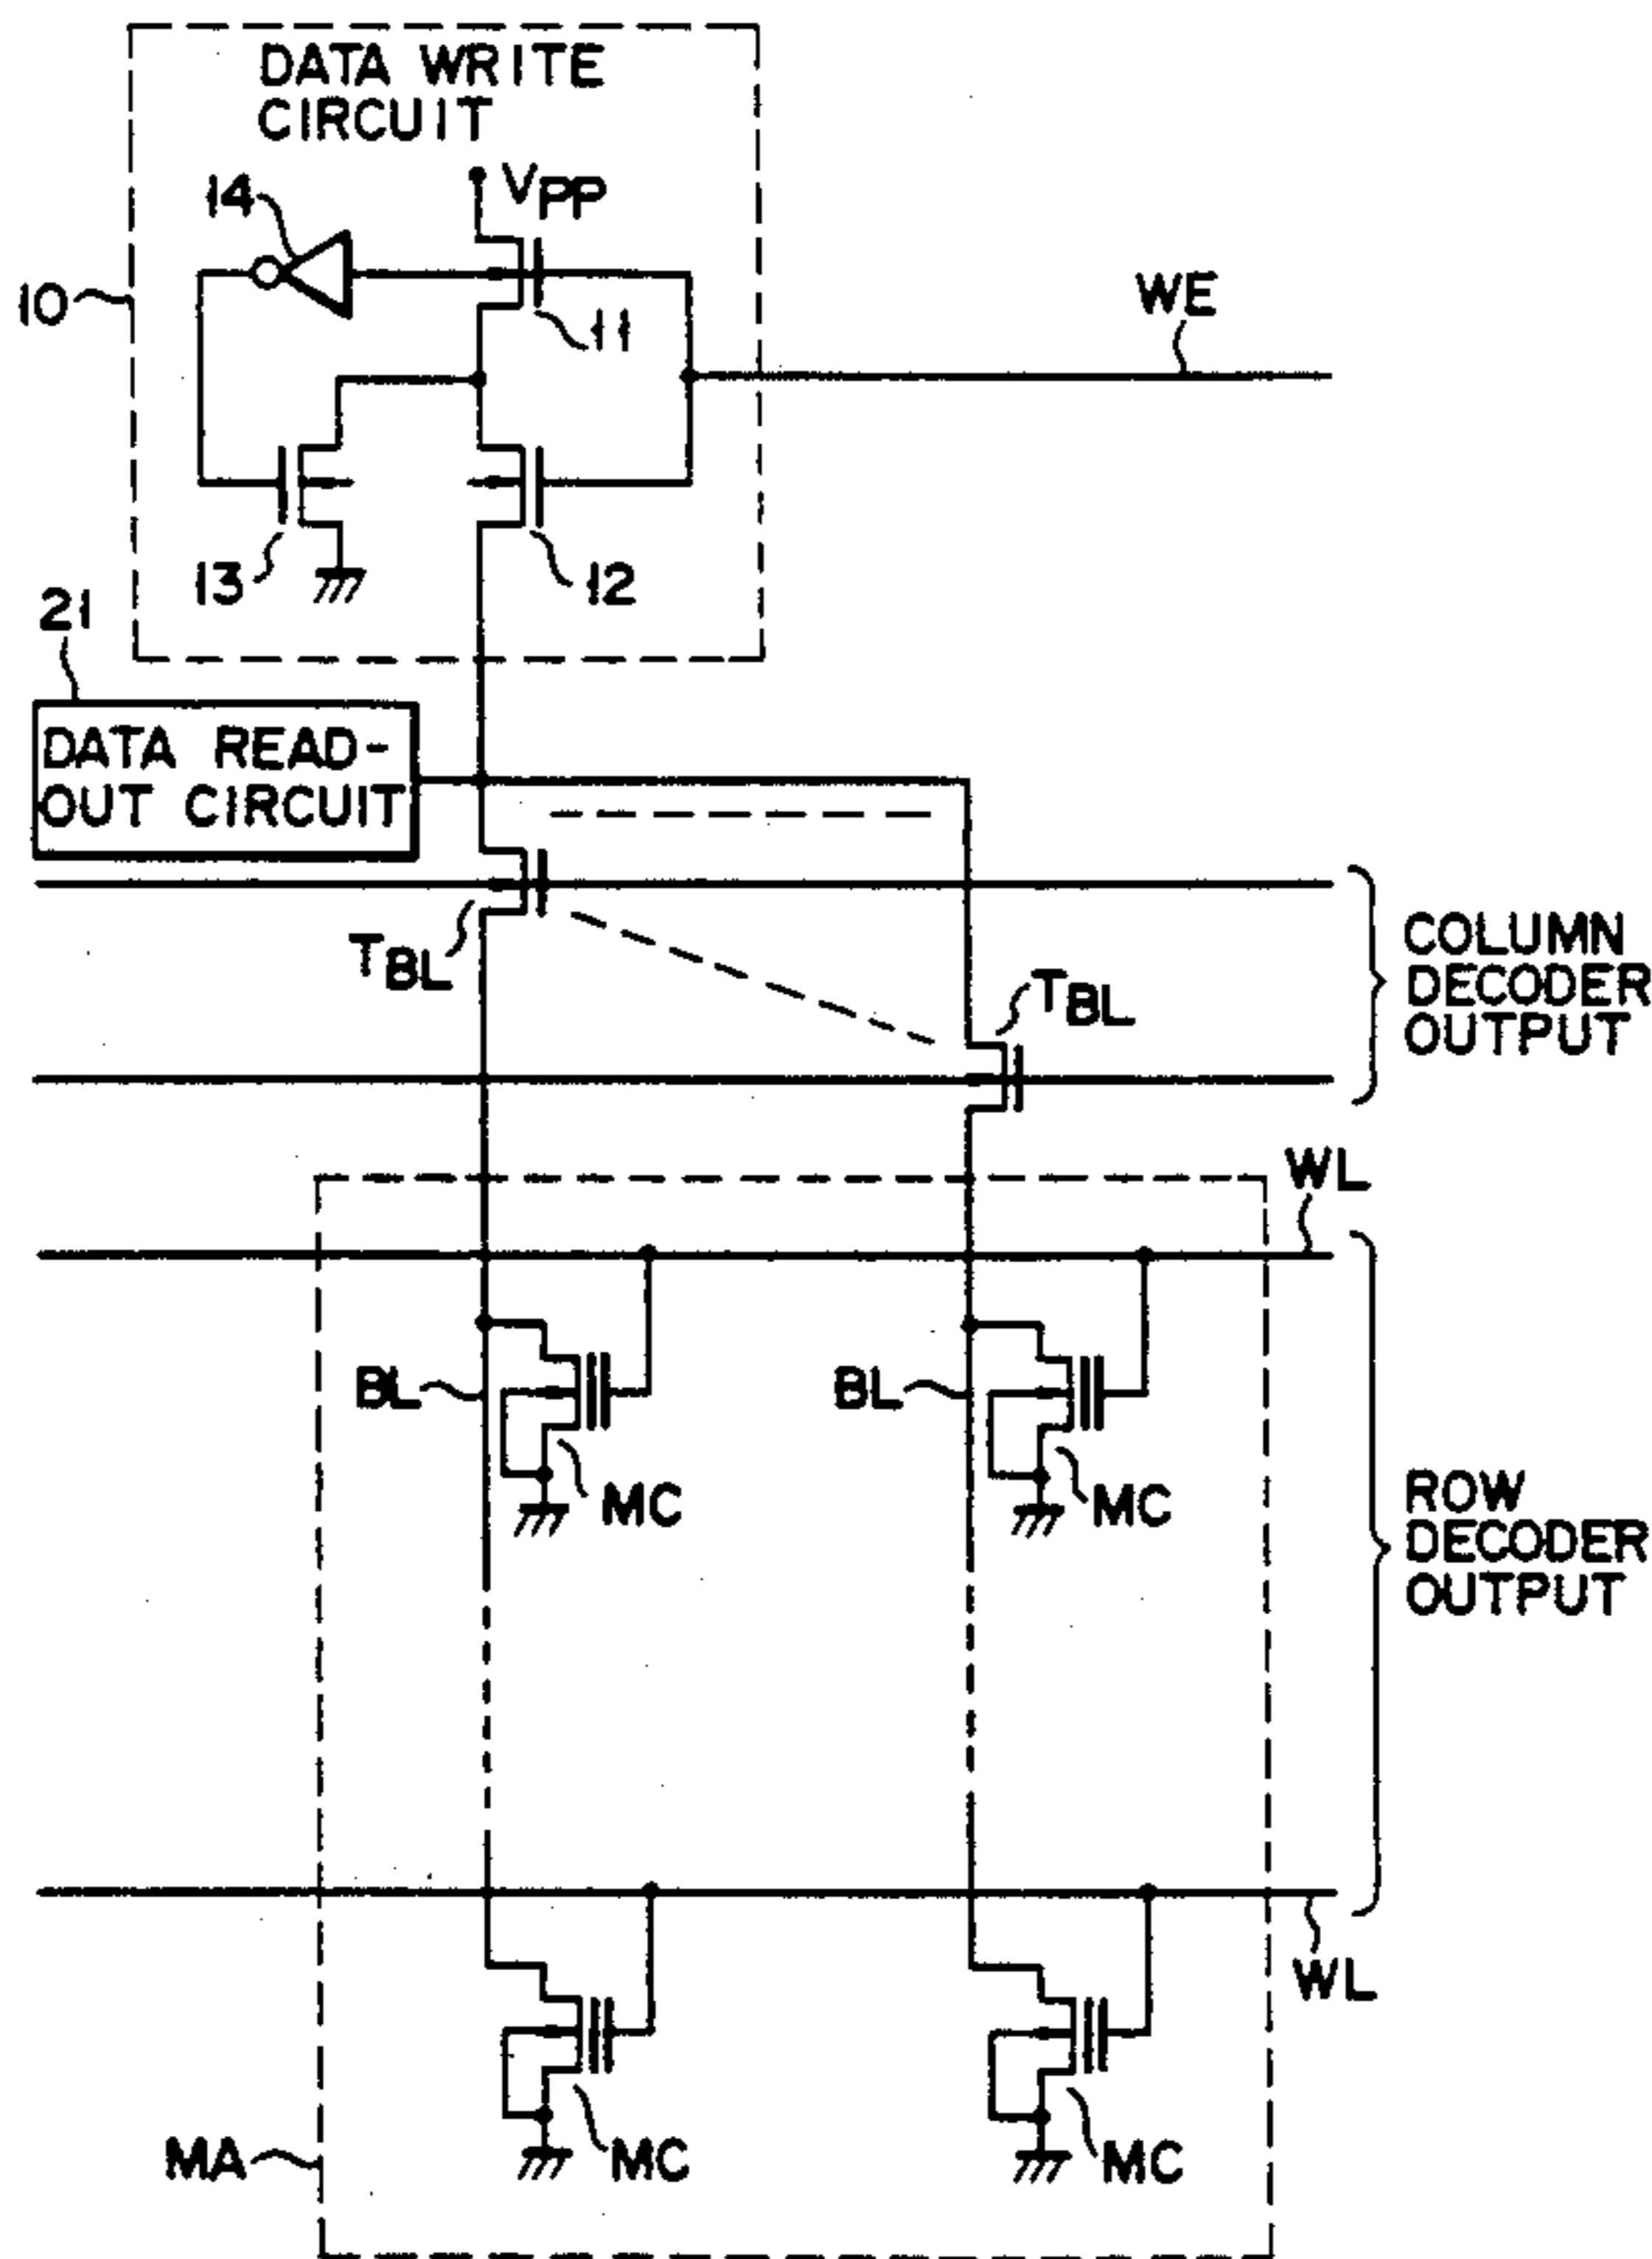 DATA WRITE
CIRCUIT
VPP
14
10
11
WE
13
12
21
DATA READ-
OUT CIRCUIT
TBL
TBL
COLUMN
DECODER
OUTPUT
WL
BL
BL
MC
MC
ROW
DECODER
OUTPUT
WL
MA
MC
MC